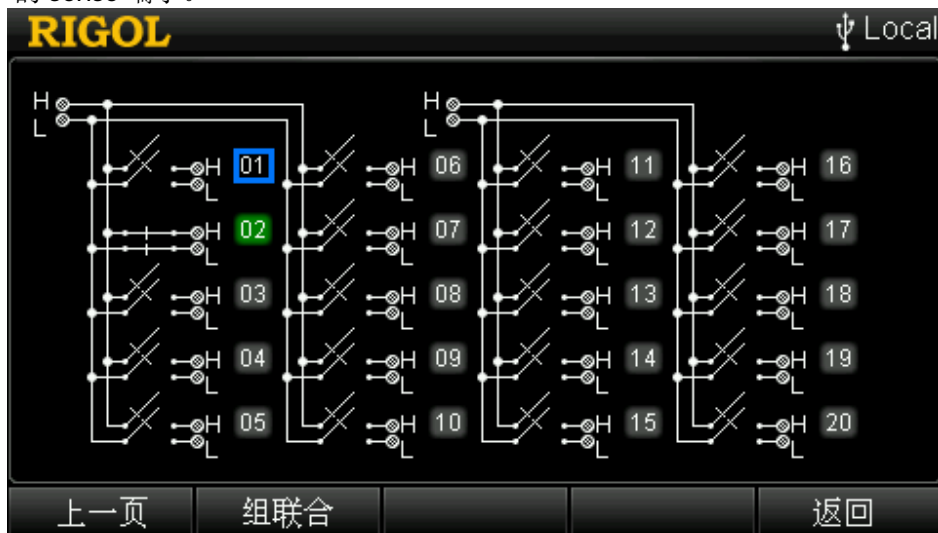 RIGOL Local
H H
L L
H 01 H 06 H 11 H 16
L L L L
H 02 H 07 H 12 H 17
L L L L
H 03 H 08 H 13 H 18
L L L L
H 04 H 09 H 14 H 19
L L L L
H 05 H 10 H 15 H 20
L L L L
上一页 组联合 返回